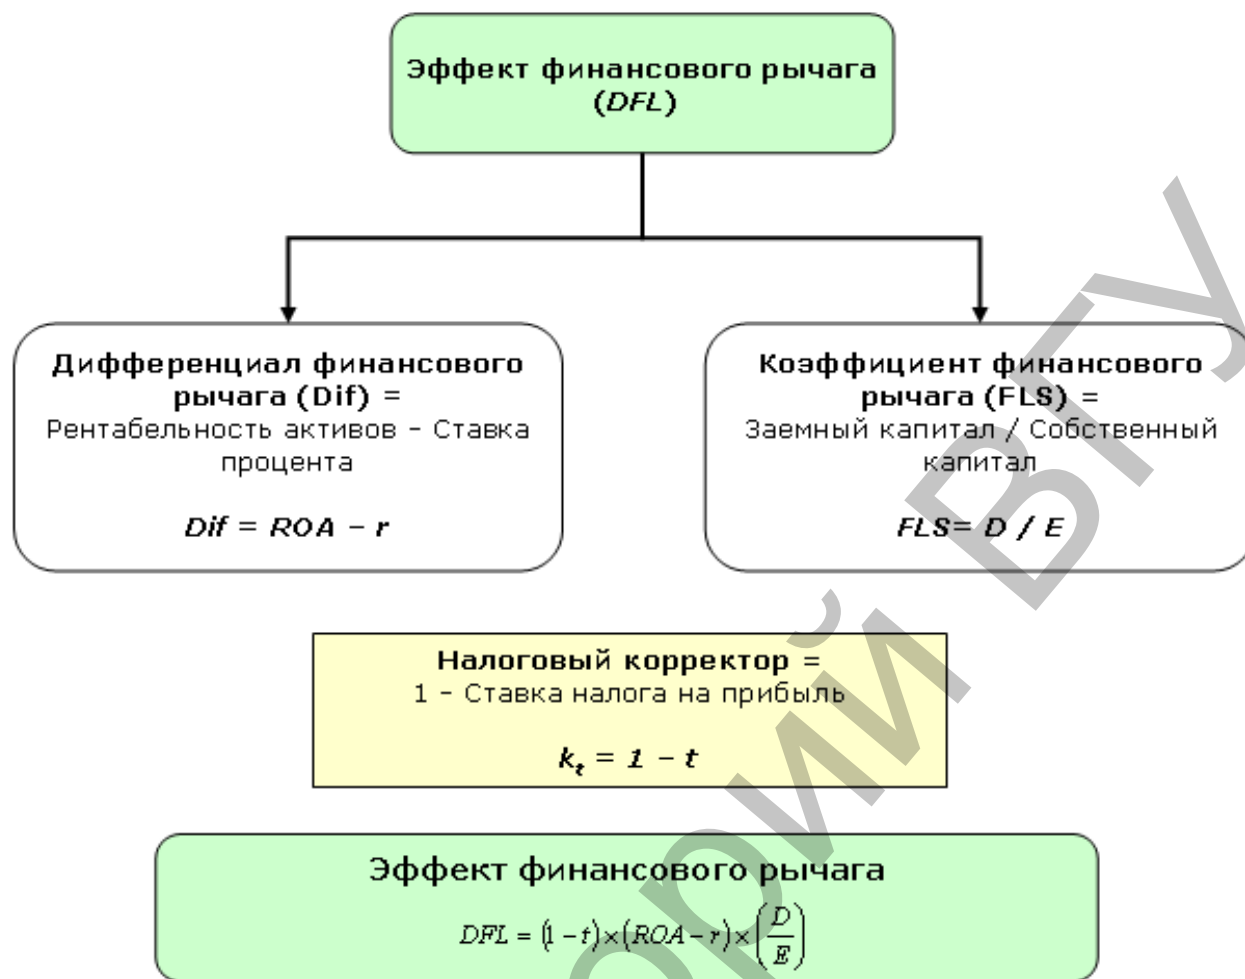 Эффект финансового рычага
(DFL)
Дифференциал финансового
рычага (Dif) =
Рентабельность активов – Ставка
процента
Dif = ROA – r
Коэффициент финансового
рычага (FLS) =
Заемный капитал / Собственный
капитал
FLS= D / E
Налоговый корректор =
1 – Ставка налога на прибыль
kₜ = 1 – t
Эффект финансового рычага
DFL = (1 − t)×(ROA − r)×(D/E)
ВГУ